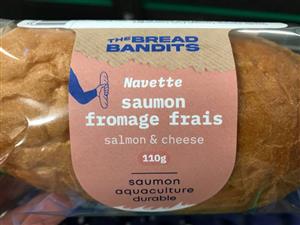 THE BREAD
BANDITS
Navette
saumon
fromage frais
salmon & cheese
110g
saumon
aquaculture
durable